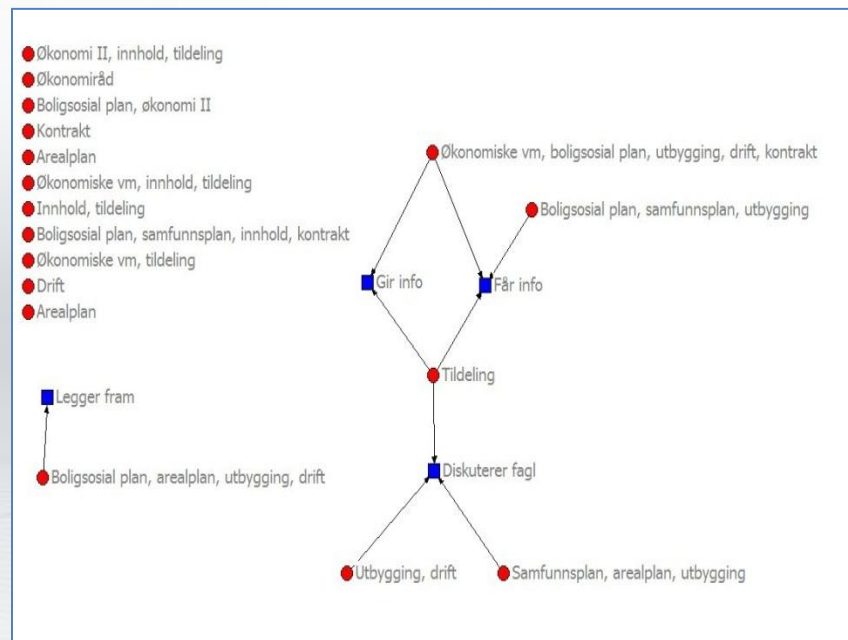 Økonomi II, innhold, tildeling
Økonomiråd
Boligsosial plan, økonomi II
Kontrakt
Arealplan
Økonomiske vm, innhold, tildeling
Innhold, tildeling
Boligsosial plan, samfunnsplan, innhold, kontrakt
Økonomiske vm, tildeling
Drift
Arealplan
Økonomiske vm, boligsosial plan, utbygging, drift, kontrakt
Boligsosial plan, samfunnsplan, utbygging
Gir info
Får info
Tildeling
Legger fram
Boligsosial plan, arealplan, utbygging, drift
Diskuterer fagl
Utbygging, drift
Samfunnsplan, arealplan, utbygging